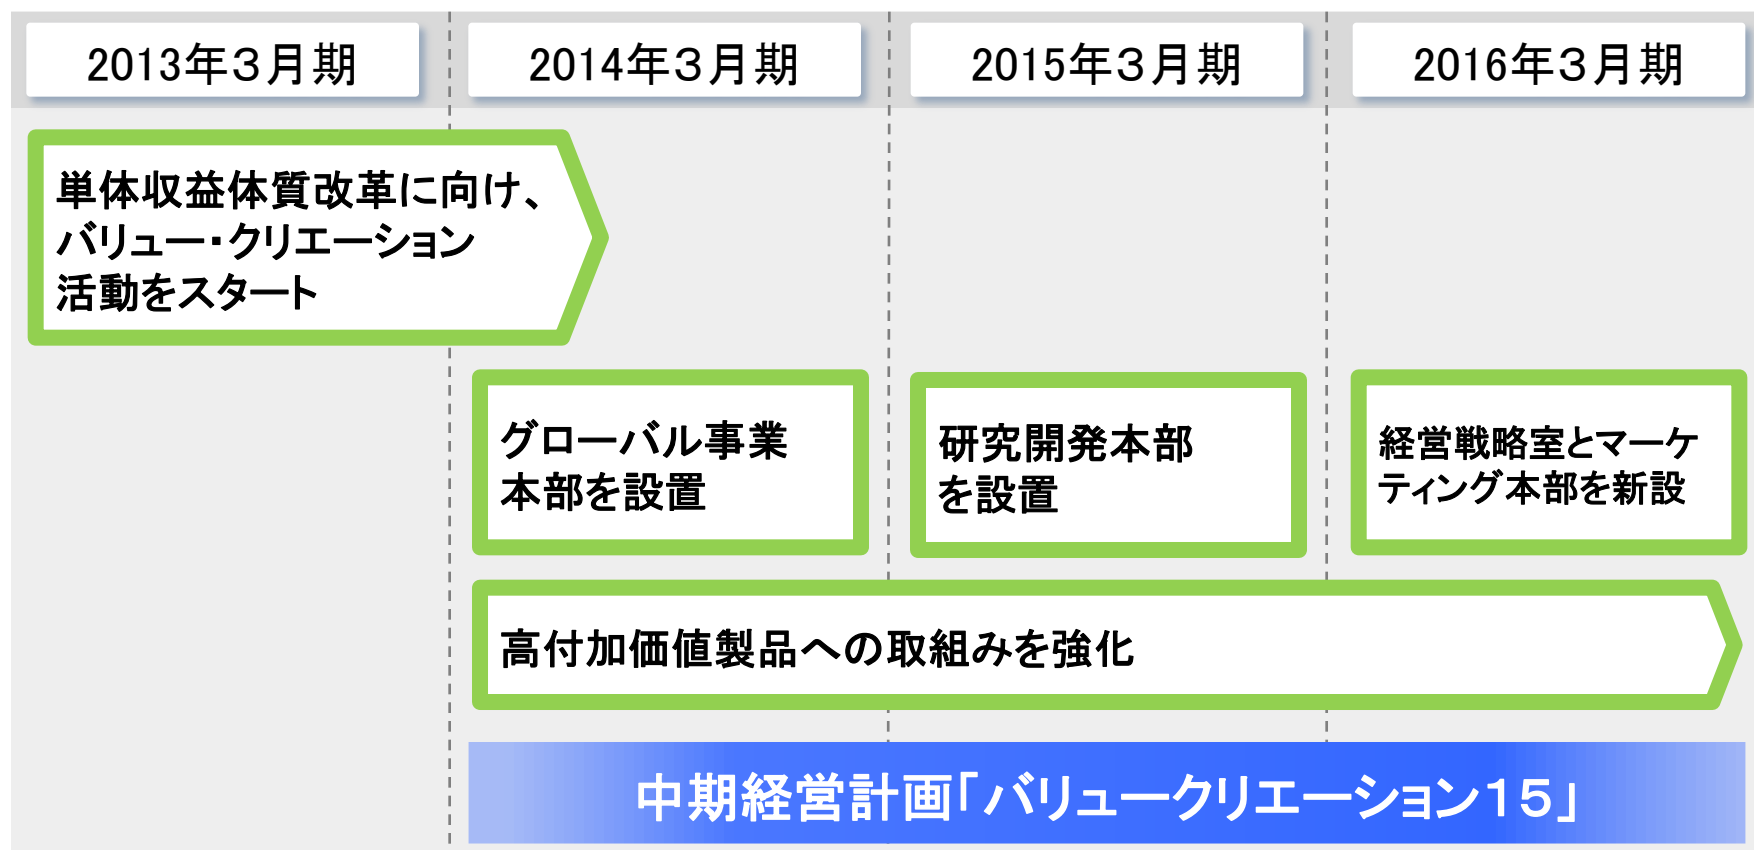 2013年３月期
2014年３月期
2015年３月期
2016年３月期
単体収益体質改革に向け、
バリュー・クリエーション
活動をスタート
グローバル事業
本部を設置
研究開発本部
を設置
経営戦略室とマーケ
ティング本部を新設
高付加価値製品への取組みを強化
中期経営計画「バリュークリエーション１５」